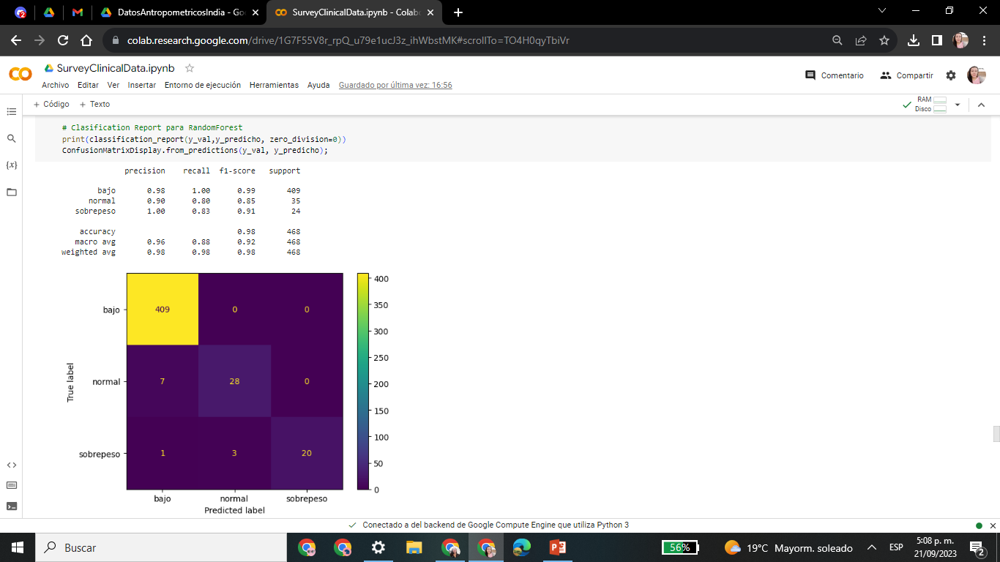 DatosAntropometricosIndia - Go
SurveyClinicalData.ipynb - Colab
colab.research.google.com/drive/1G7F55V8r_rpQ_u79e1ucJ3z_ihWbstMK#scrollTo=TO4H0qyTbiVr
SurveyClinicalData.ipynb
Comentario
Compartir
Archivo Editar Ver Insertar Entorno de ejecución Herramientas Ayuda Guardado por última vez: 16:56
+ Código + Texto
RAM
Disco
# Clasification Report para RandomForest
print(classification_report(y_val,y_predicho, zero_division=0))
ConfusionMatrixDisplay.from_predictions(y_val, y_predicho);
precision recall f1-score support
bajo 0.98 1.00 0.99 409
normal 0.90 0.80 0.85 35
sobrepeso 1.00 0.83 0.91 24
accuracy 0.98 468
macro avg 0.96 0.88 0.92 468
weighted avg 0.98 0.98 0.98 468
True label
bajo 409 0 0
normal 7 28 0
sobrepeso 1 3 20
bajo normal sobrepeso
Predicted label
400
350
300
250
200
150
100
50
0
Conectado a del backend de Google Compute Engine que utiliza Python 3
Buscar
56%
19°C Mayorm. soleado
ESP
5:08 p. m.
21/09/2023
2